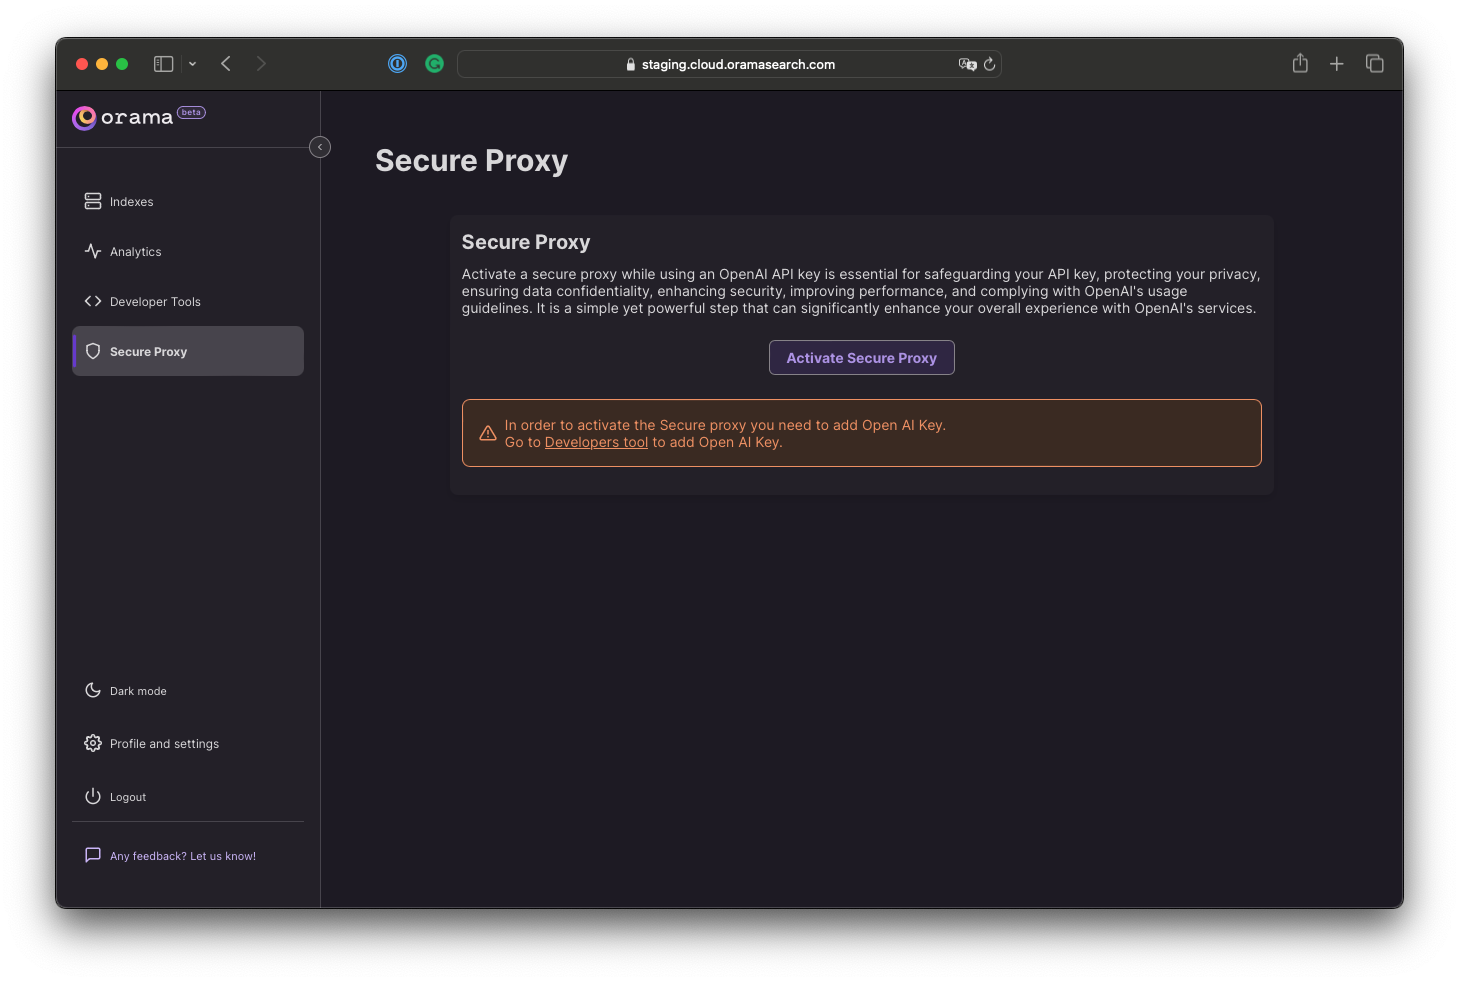 staging.cloud.oramasearch.com
orama beta
Indexes
Analytics
Developer Tools
Secure Proxy
Dark mode
Profile and settings
Logout
Any feedback? Let us know!
Secure Proxy
Secure Proxy
Activate a secure proxy while using an OpenAI API key is essential for safeguarding your API key, protecting your privacy,
ensuring data confidentiality, enhancing security, improving performance, and complying with OpenAI's usage
guidelines. It is a simple yet powerful step that can significantly enhance your overall experience with OpenAI's services.
Activate Secure Proxy
In order to activate the Secure proxy you need to add Open AI Key.
Go to Developers tool to add Open AI Key.